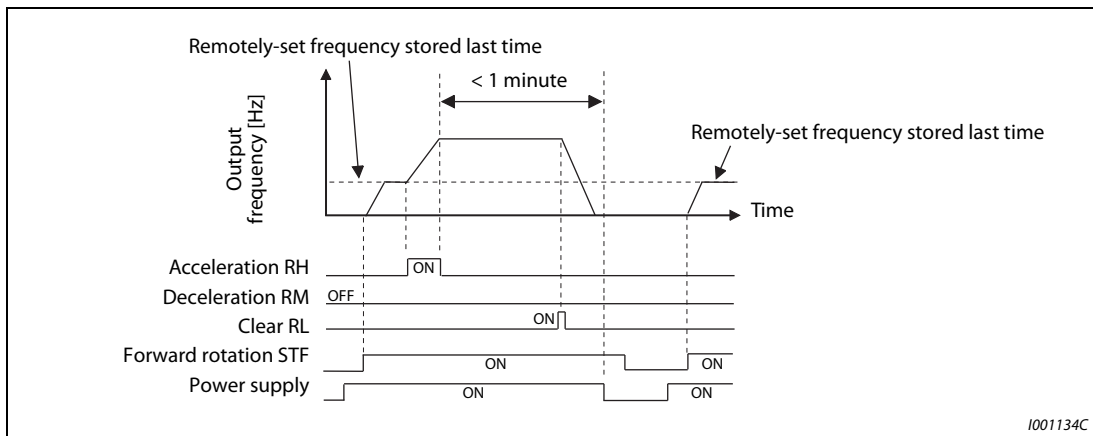 Remotely-set frequency stored last time
< 1 minute
Output
frequency [Hz]
Remotely-set frequency stored last time
Time
Acceleration RH
ON
Deceleration RM
OFF
Clear RL
ON
Forward rotation STF
ON
ON
Power supply
ON
ON
I001134C